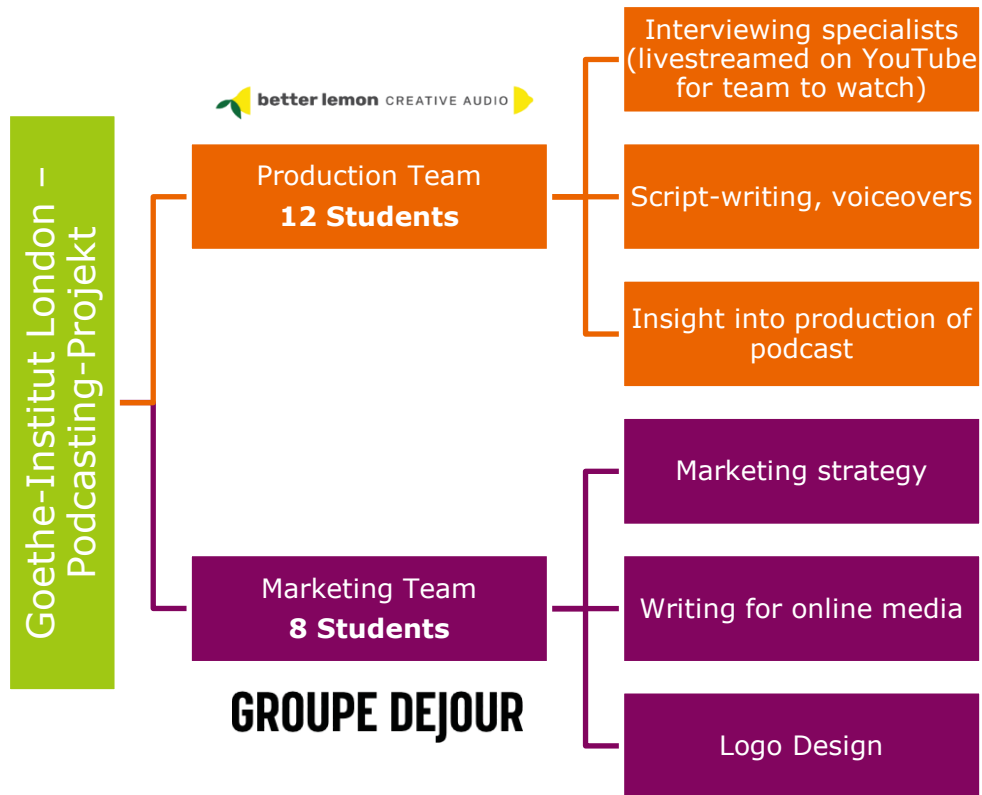 Goethe-Institut London –
Podcasting-Projekt
better lemon CREATIVE AUDIO
Production Team
12 Students
Interviewing specialists
(livestreamed on YouTube
for team to watch)
Script-writing, voiceovers
Insight into production of
podcast
Marketing Team
8 Students
GROUPE DEJOUR
Marketing strategy
Writing for online media
Logo Design